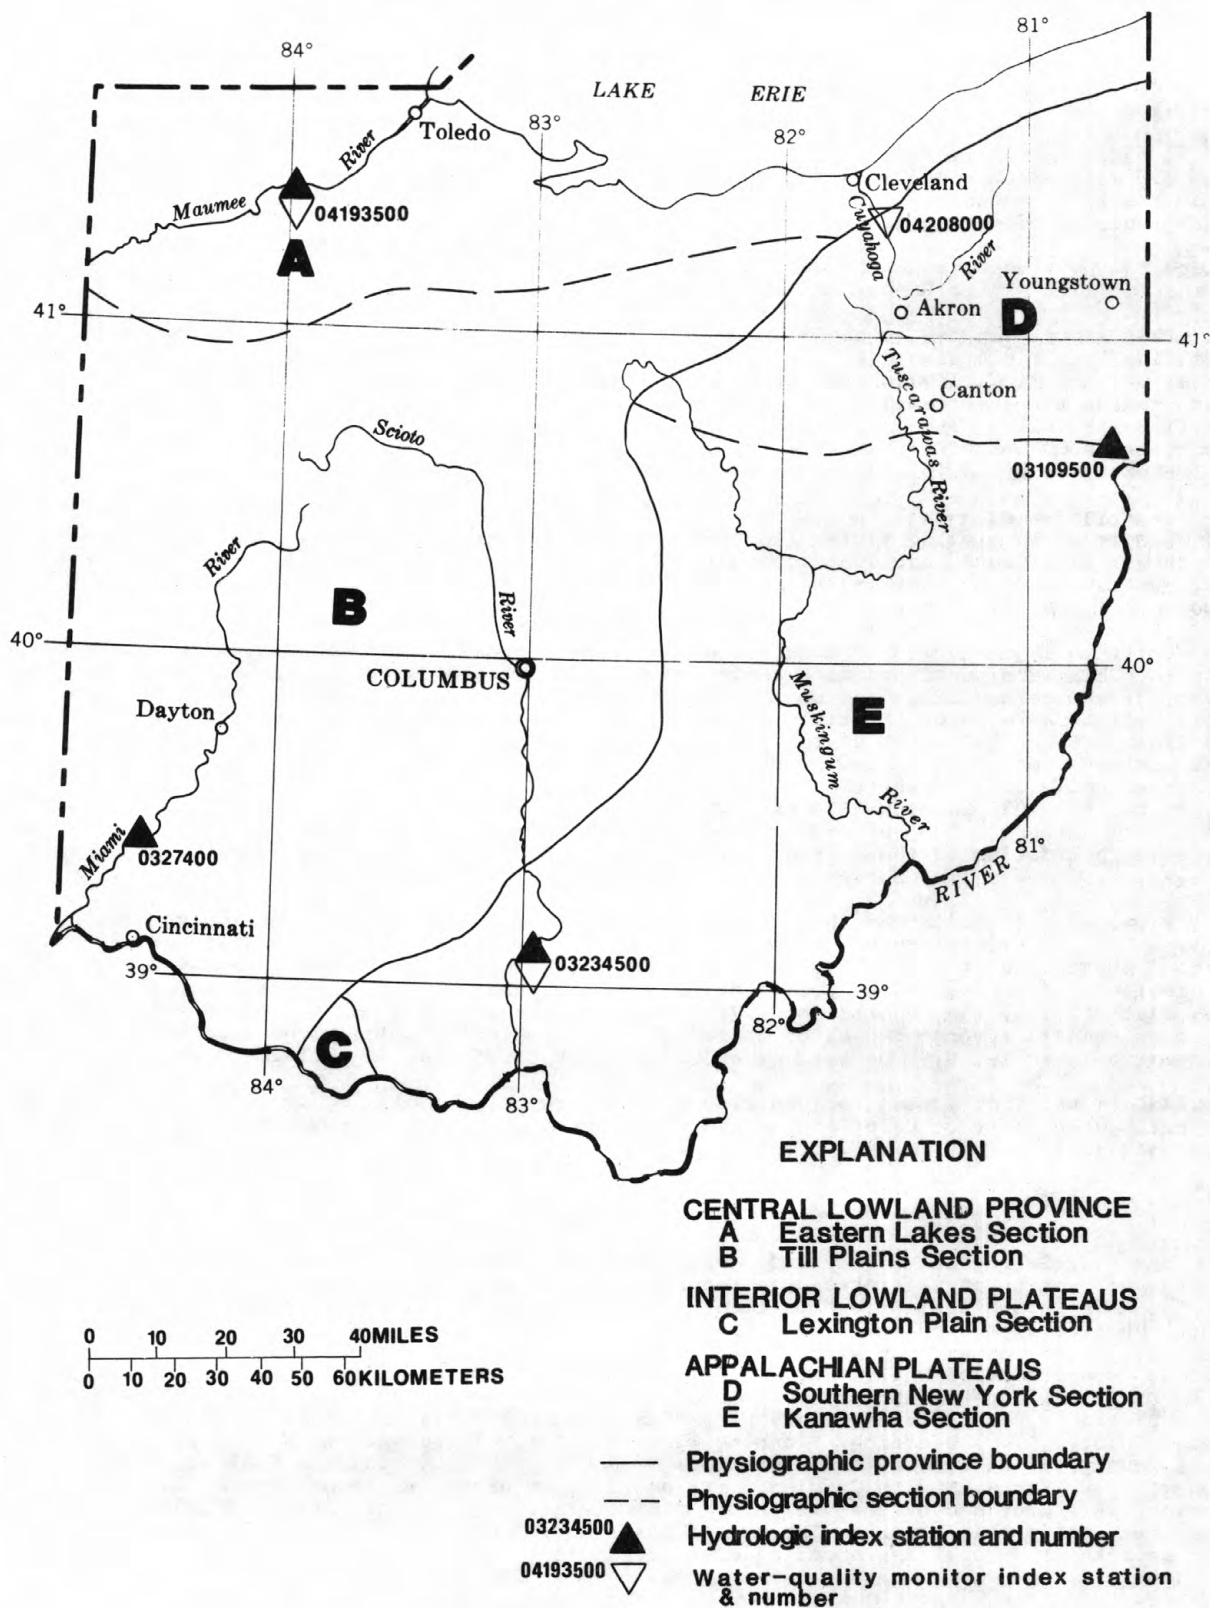 81°
84°
LAKE ERIE
83°
82°
Toledo
River
Maumee
04193500
A
Cleveland
Cuyahoga
04208000
River
Youngstown
Akron
D
41°
41°
Tuscarawas
Canton
River
03109500
Scioto
River
River
B
40°
40°
COLUMBUS
Dayton
Muskingum
E
River
Miami
0327400
81°
RIVER
Cincinnati
39°
03234500
39°
82°
C
84°
83°
EXPLANATION
CENTRAL LOWLAND PROVINCE
A Eastern Lakes Section
B Till Plains Section
INTERIOR LOWLAND PLATEAUS
C Lexington Plain Section
APPALACHIAN PLATEAUS
D Southern New York Section
E Kanawha Section
0 10 20 30 40 MILES
0 10 20 30 40 50 60 KILOMETERS
Physiographic province boundary
Physiographic section boundary
03234500 Hydrologic index station and number
04193500 Water-quality monitor index station
& number